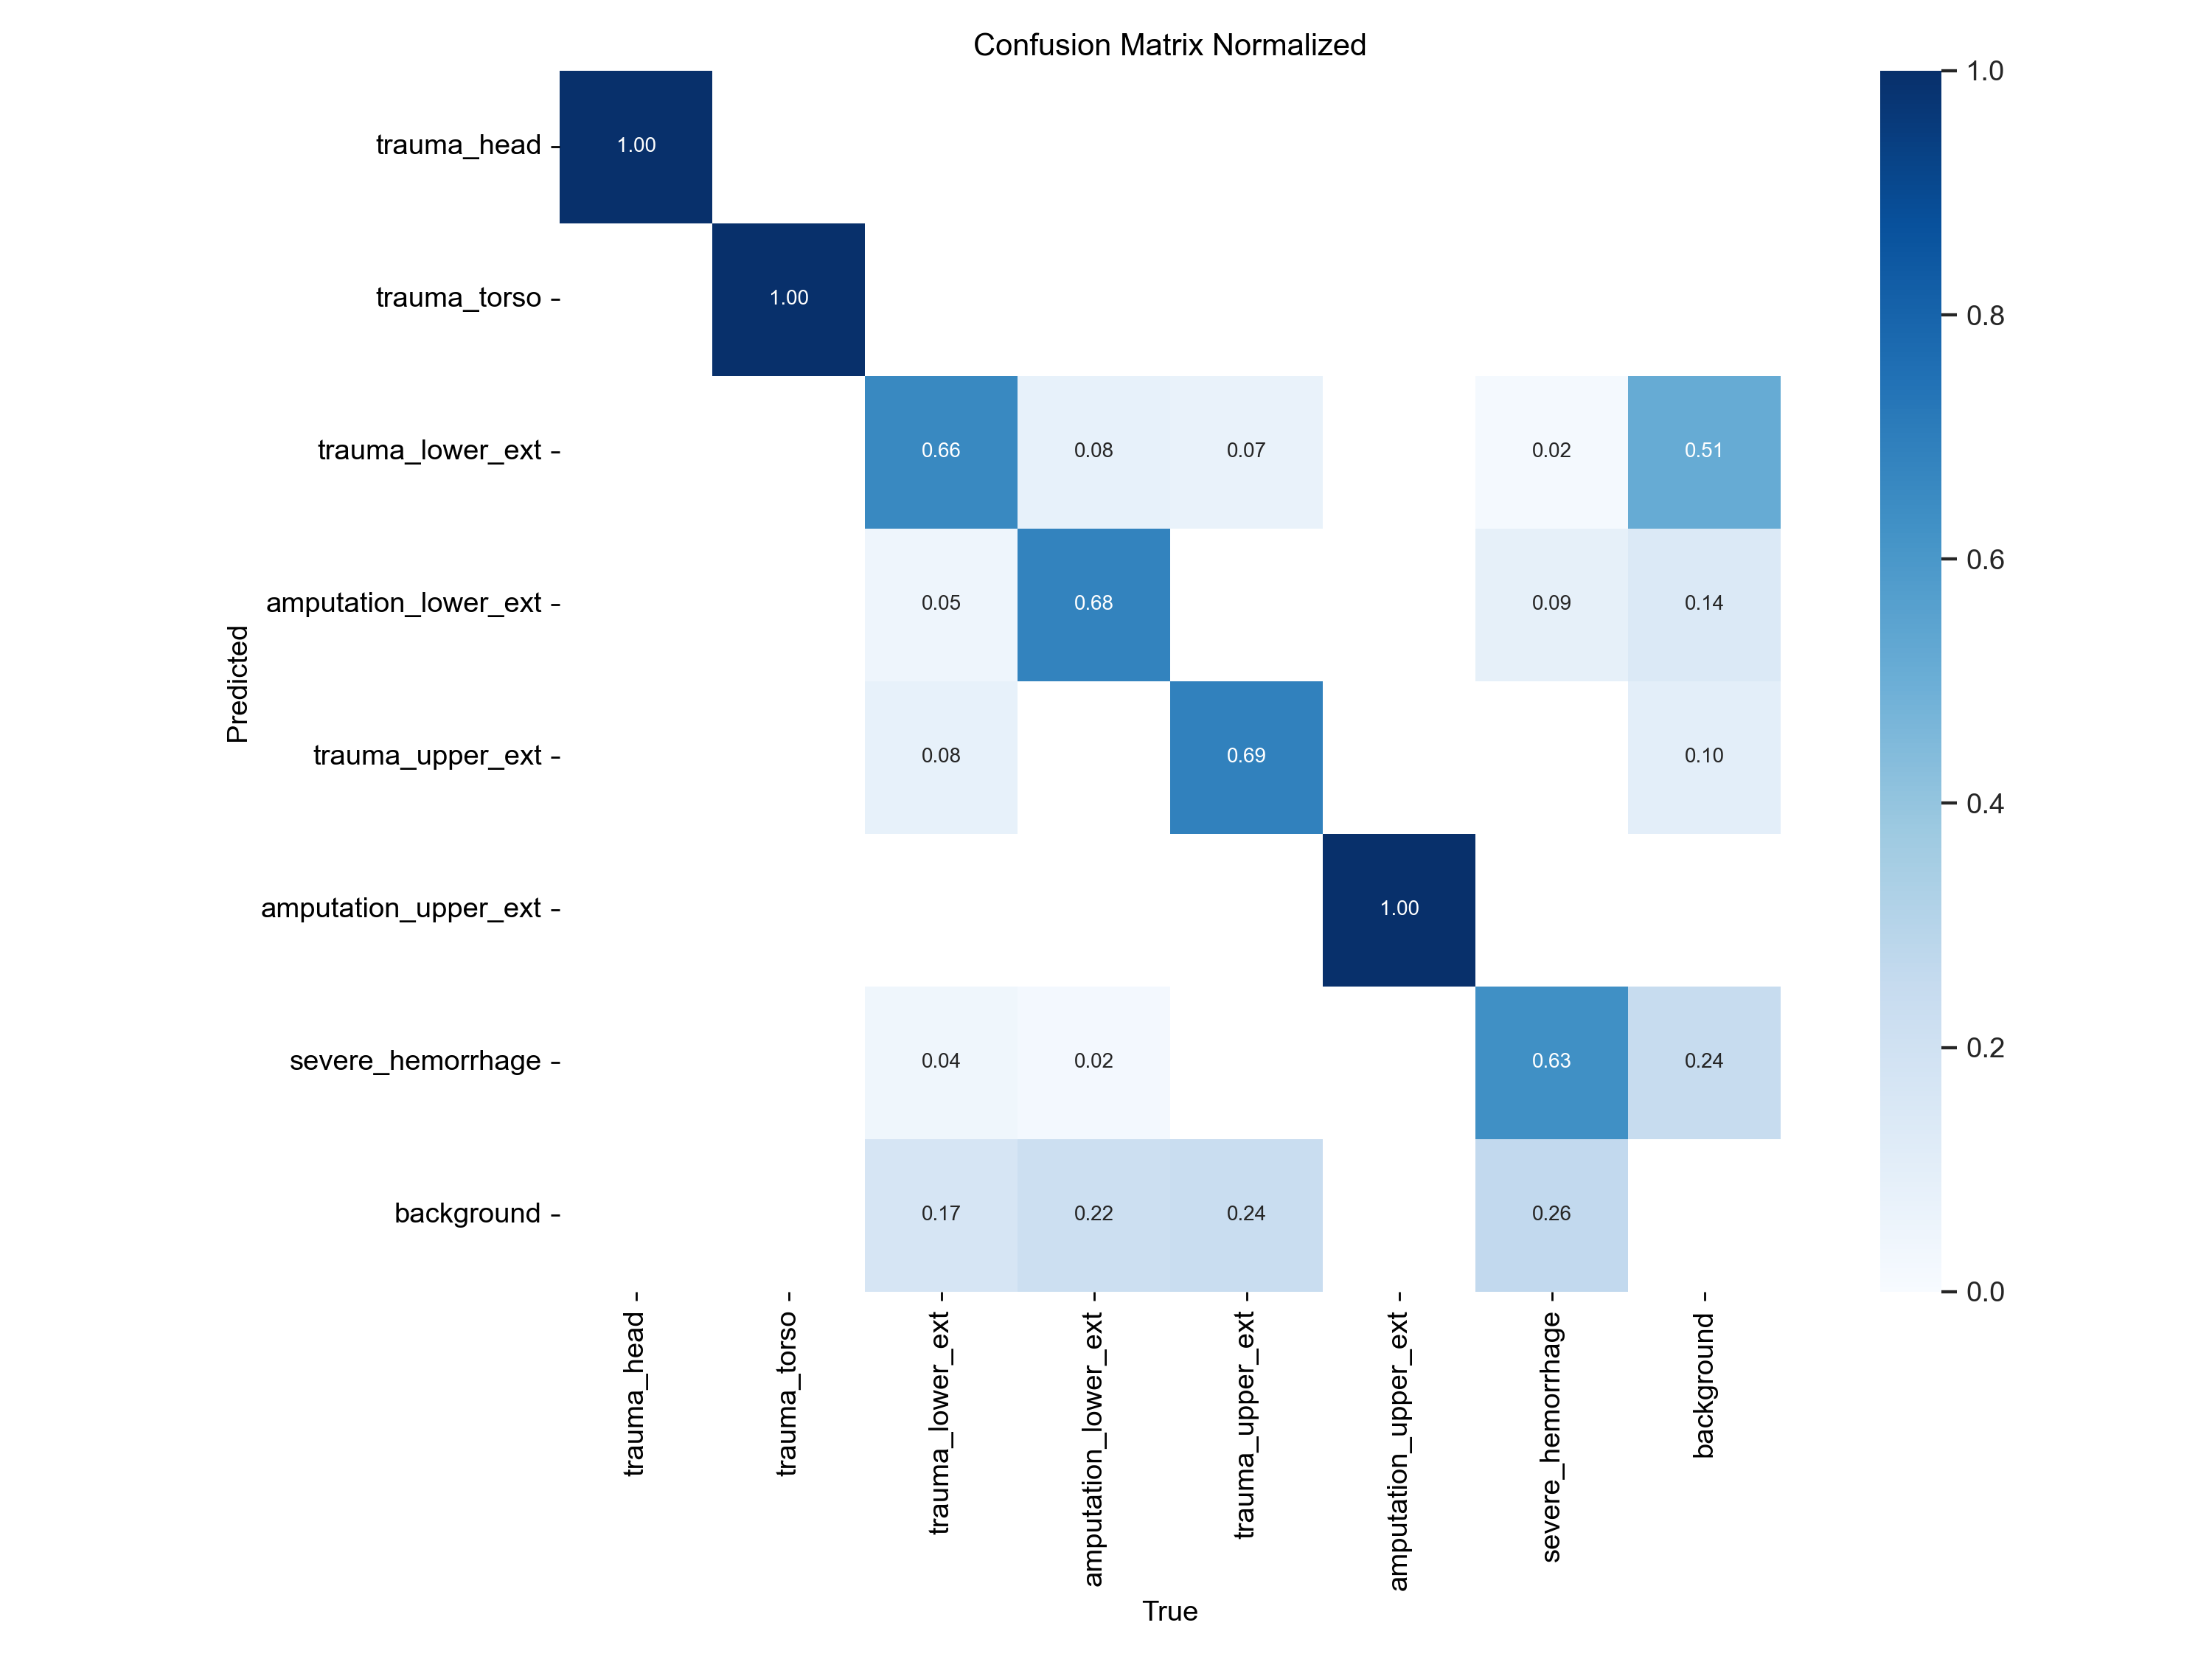 Confusion Matrix Normalized
trauma_head
1.00
trauma_torso
1.00
trauma_lower_ext
0.66 0.08 0.07 0.02 0.51
amputation_lower_ext
0.05 0.68 0.09 0.14
trauma_upper_ext
0.08 0.69 0.10
amputation_upper_ext
1.00
severe_hemorrhage
0.04 0.02 0.63 0.24
background
0.17 0.22 0.24 0.26
Predicted
trauma_head
trauma_torso
trauma_lower_ext
amputation_lower_ext
trauma_upper_ext
amputation_upper_ext
severe_hemorrhage
background
True
1.0
0.8
0.6
0.4
0.2
0.0